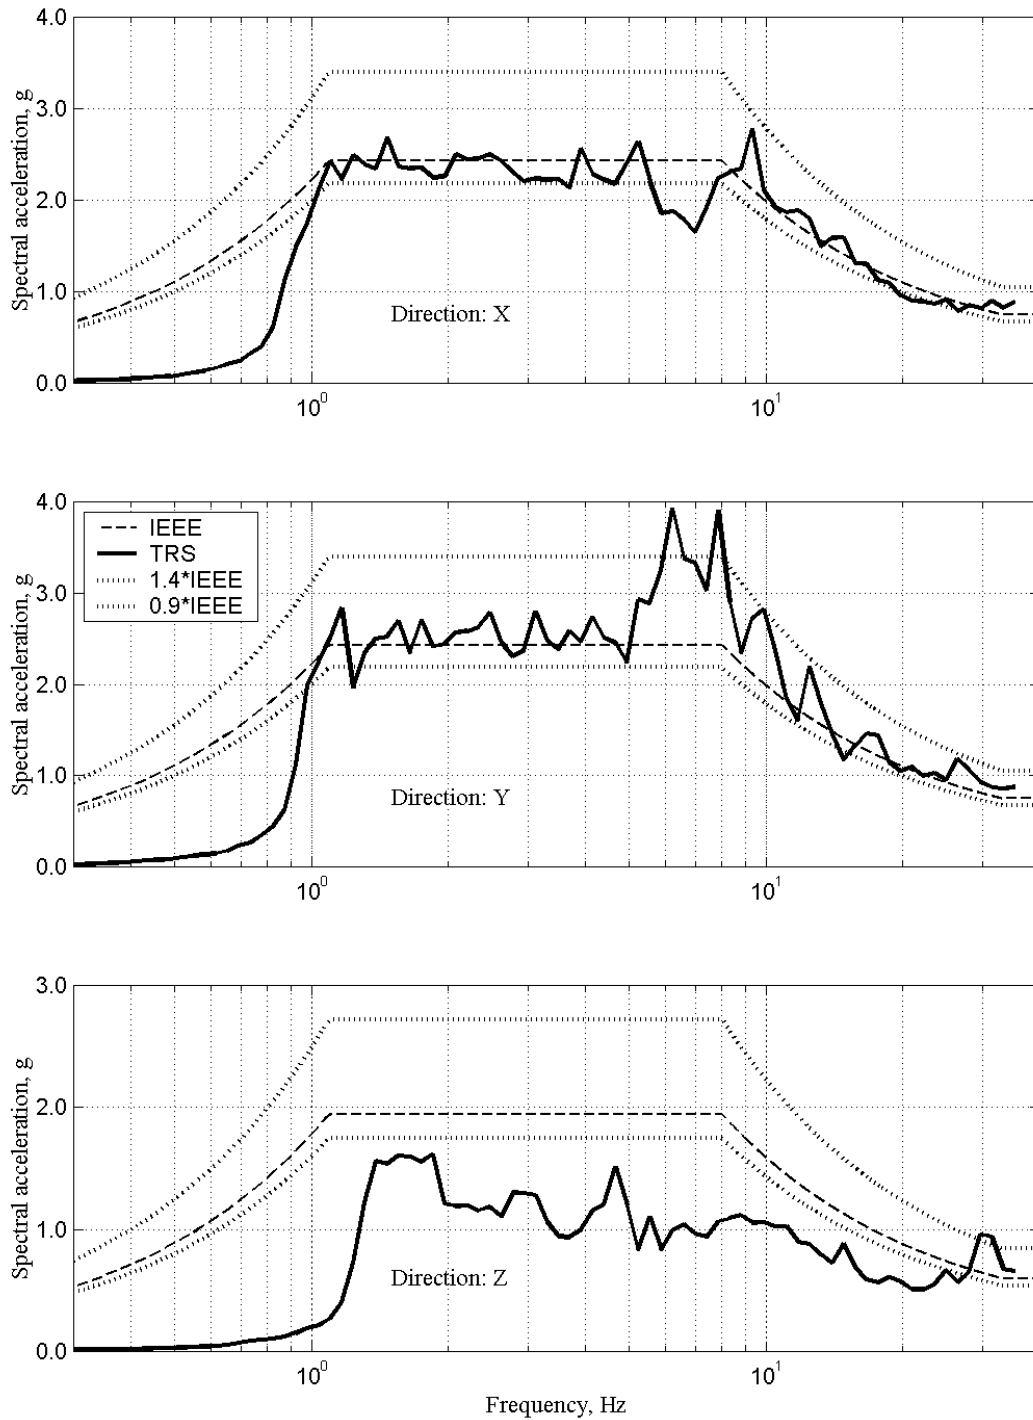 4.0
3.0
2.0
1.0
0.0
Spectral acceleration, g
Direction: X
10^0
10^1
4.0
3.0
2.0
1.0
0.0
Spectral acceleration, g
IEEE
TRS
1.4*IEEE
0.9*IEEE
Direction: Y
10^0
10^1
3.0
2.0
1.0
0.0
Spectral acceleration, g
Direction: Z
10^0
10^1
Frequency, Hz